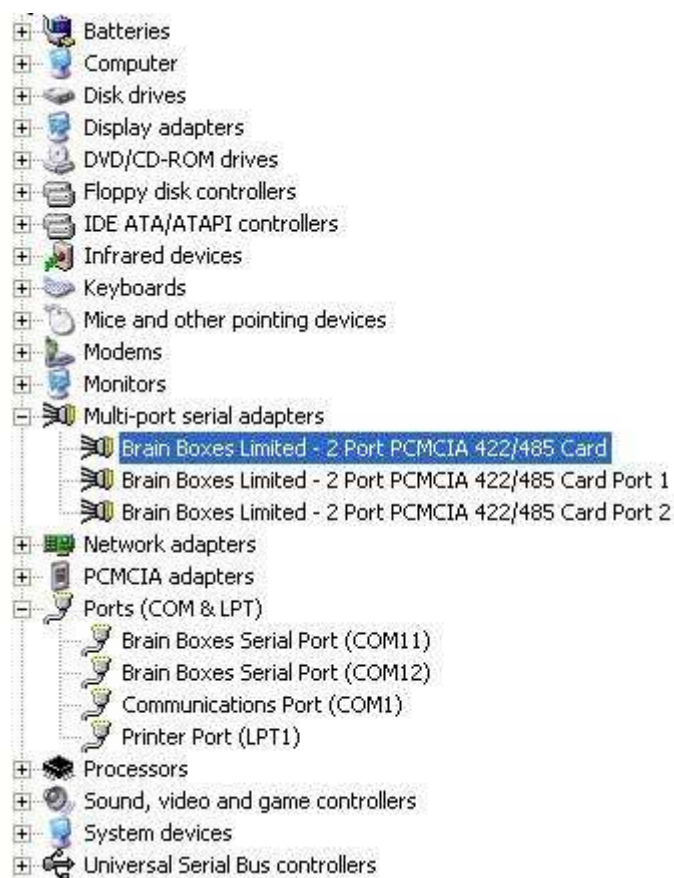 Batteries
Computer
Disk drives
Display adapters
DVD/CD-ROM drives
Floppy disk controllers
IDE ATA/ATAPI controllers
Infrared devices
Keyboards
Mice and other pointing devices
Modems
Monitors
Multi-port serial adapters
Brain Boxes Limited - 2 Port PCMCIA 422/485 Card
Brain Boxes Limited - 2 Port PCMCIA 422/485 Card Port 1
Brain Boxes Limited - 2 Port PCMCIA 422/485 Card Port 2
Network adapters
PCMCIA adapters
Ports (COM & LPT)
Brain Boxes Serial Port (COM11)
Brain Boxes Serial Port (COM12)
Communications Port (COM1)
Printer Port (LPT1)
Processors
Sound, video and game controllers
System devices
Universal Serial Bus controllers